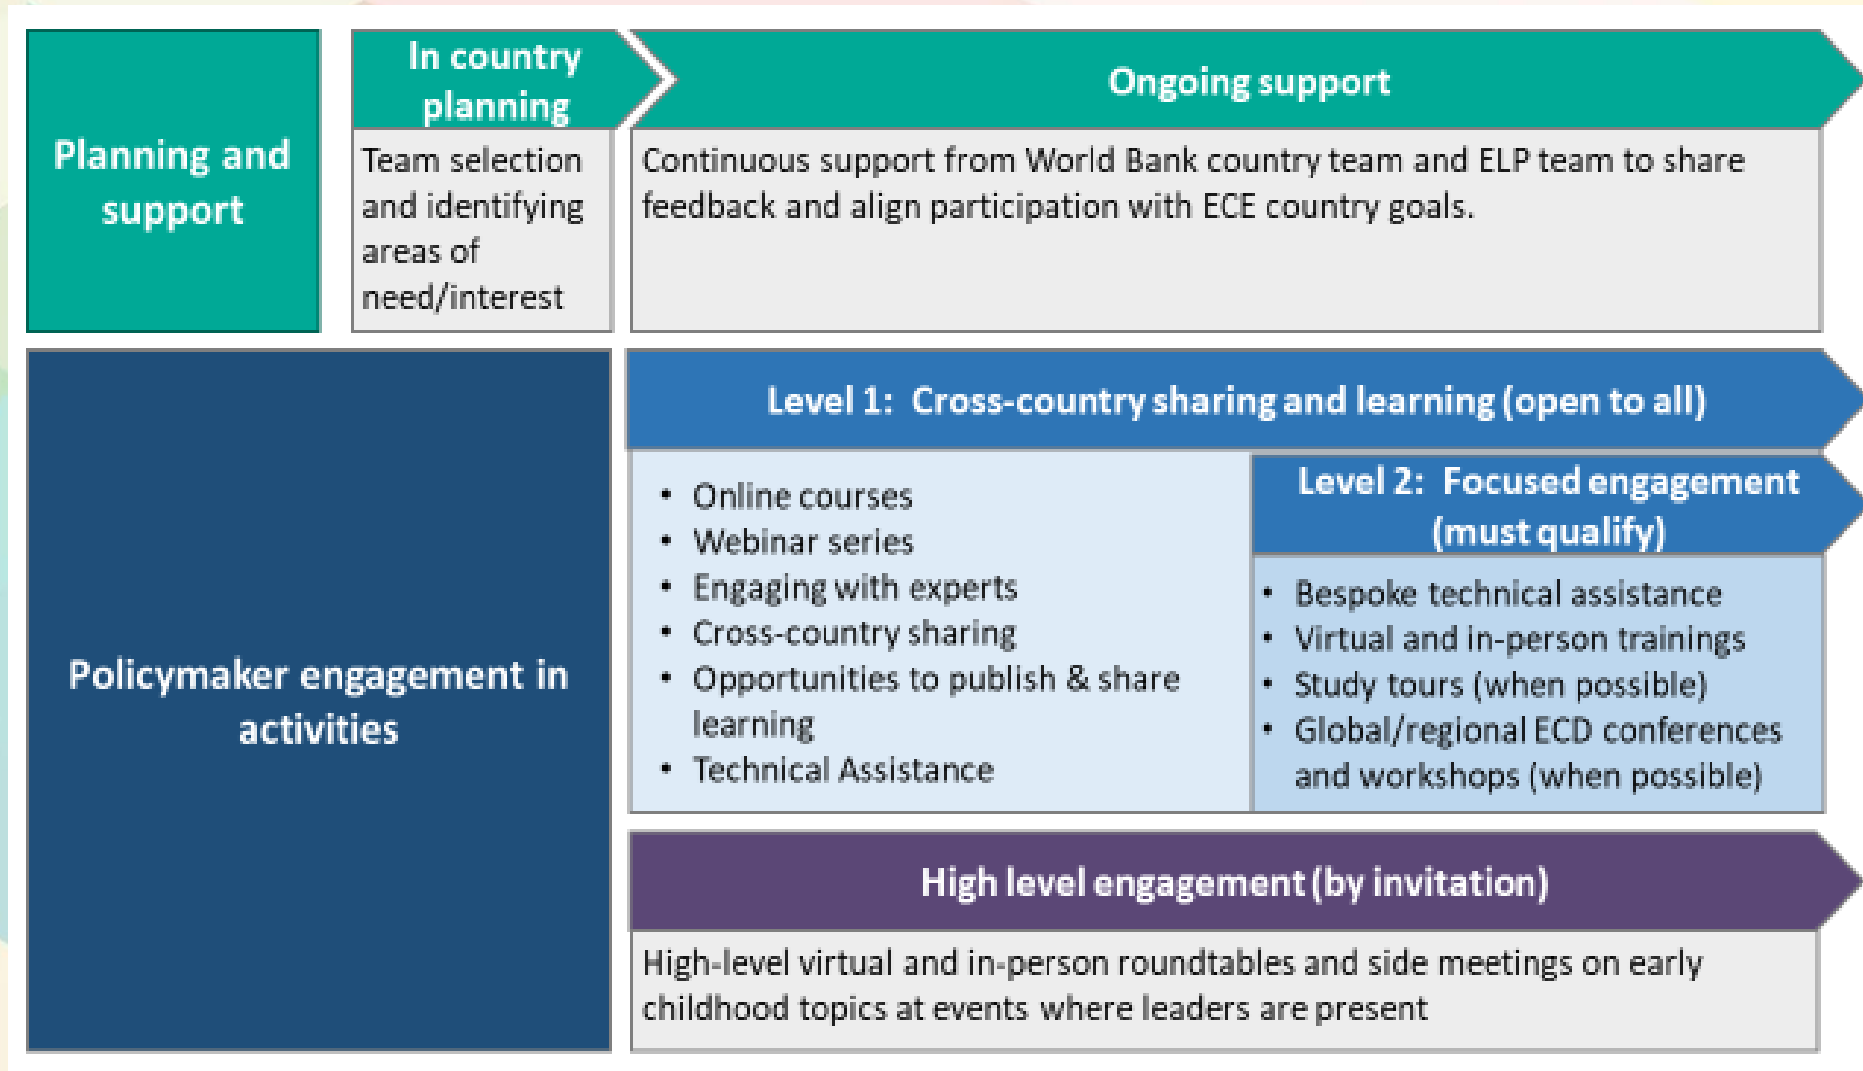 Planning and
support
In country
planning
Team selection
and identifying
areas of
need/interest
Ongoing support
Continuous support from World Bank country team and ELP team to share
feedback and align participation with ECE country goals.
Policymaker engagement in
activities
Level 1:  Cross-country sharing and learning (open to all)
• Online courses
• Webinar series
• Engaging with experts
• Cross-country sharing
• Opportunities to publish & share
learning
• Technical Assistance
Level 2:  Focused engagement
(must qualify)
• Bespoke technical assistance
• Virtual and in-person trainings
• Study tours (when possible)
• Global/regional ECD conferences
and workshops (when possible)
High level engagement (by invitation)
High-level virtual and in-person roundtables and side meetings on early
childhood topics at events where leaders are present